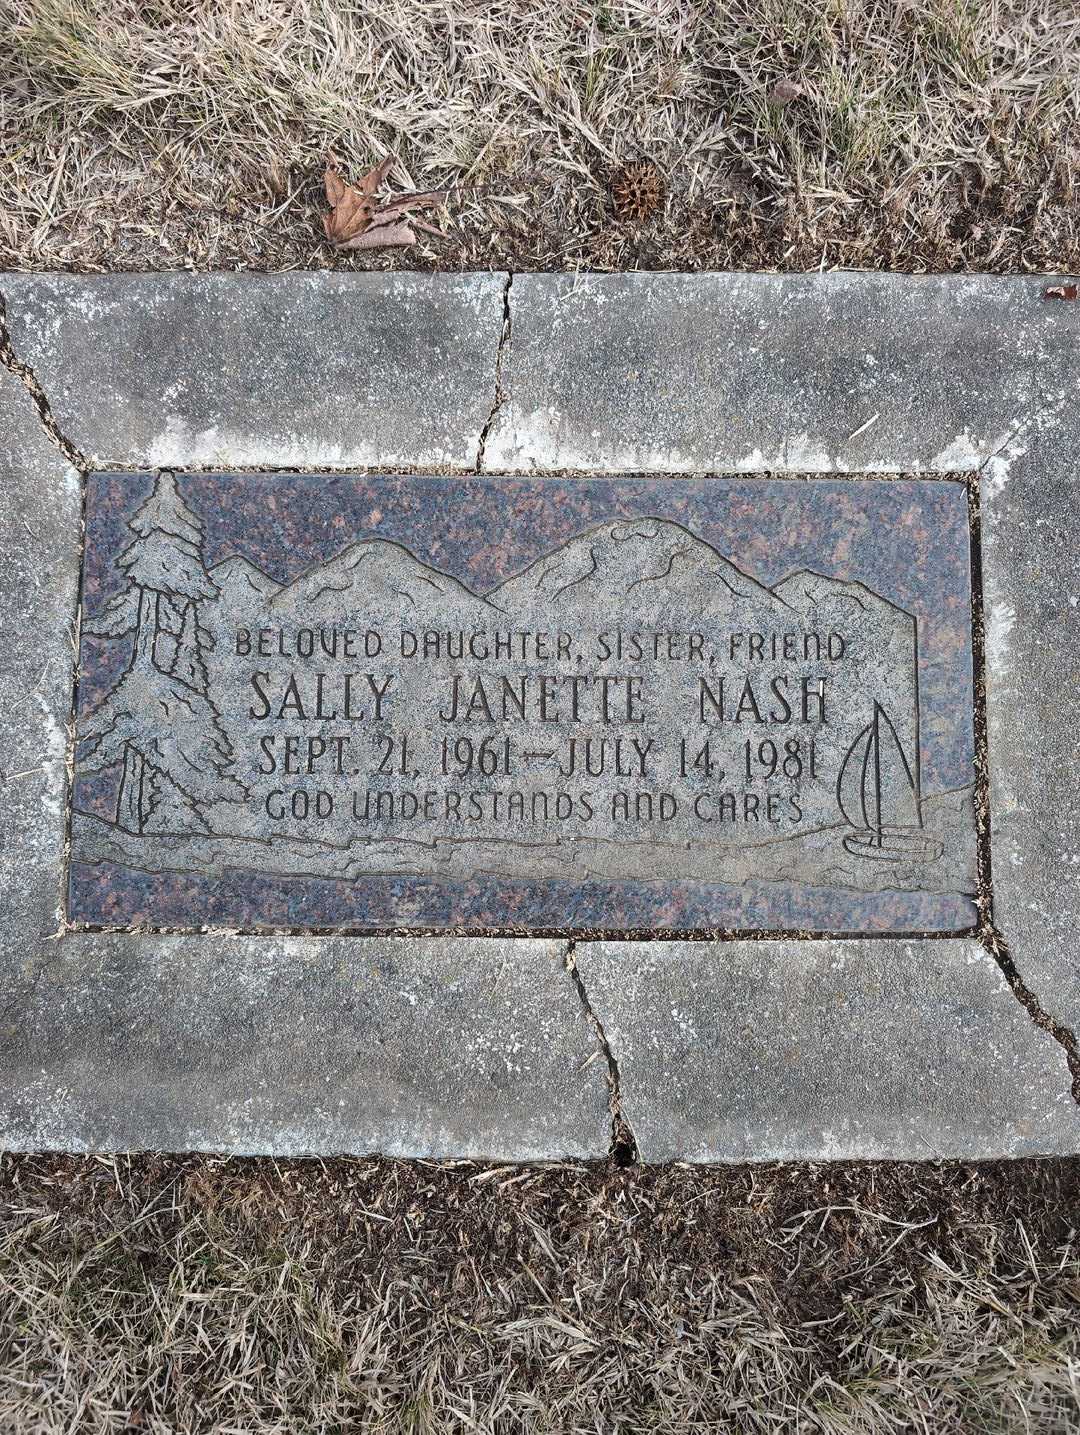 BELOVED DAUGHTER, SISTER, FRIEND
SALLY JANETTE NASH
SEPT. 21, 1961 — JULY 14, 1981
GOD UNDERSTANDS AND CARES